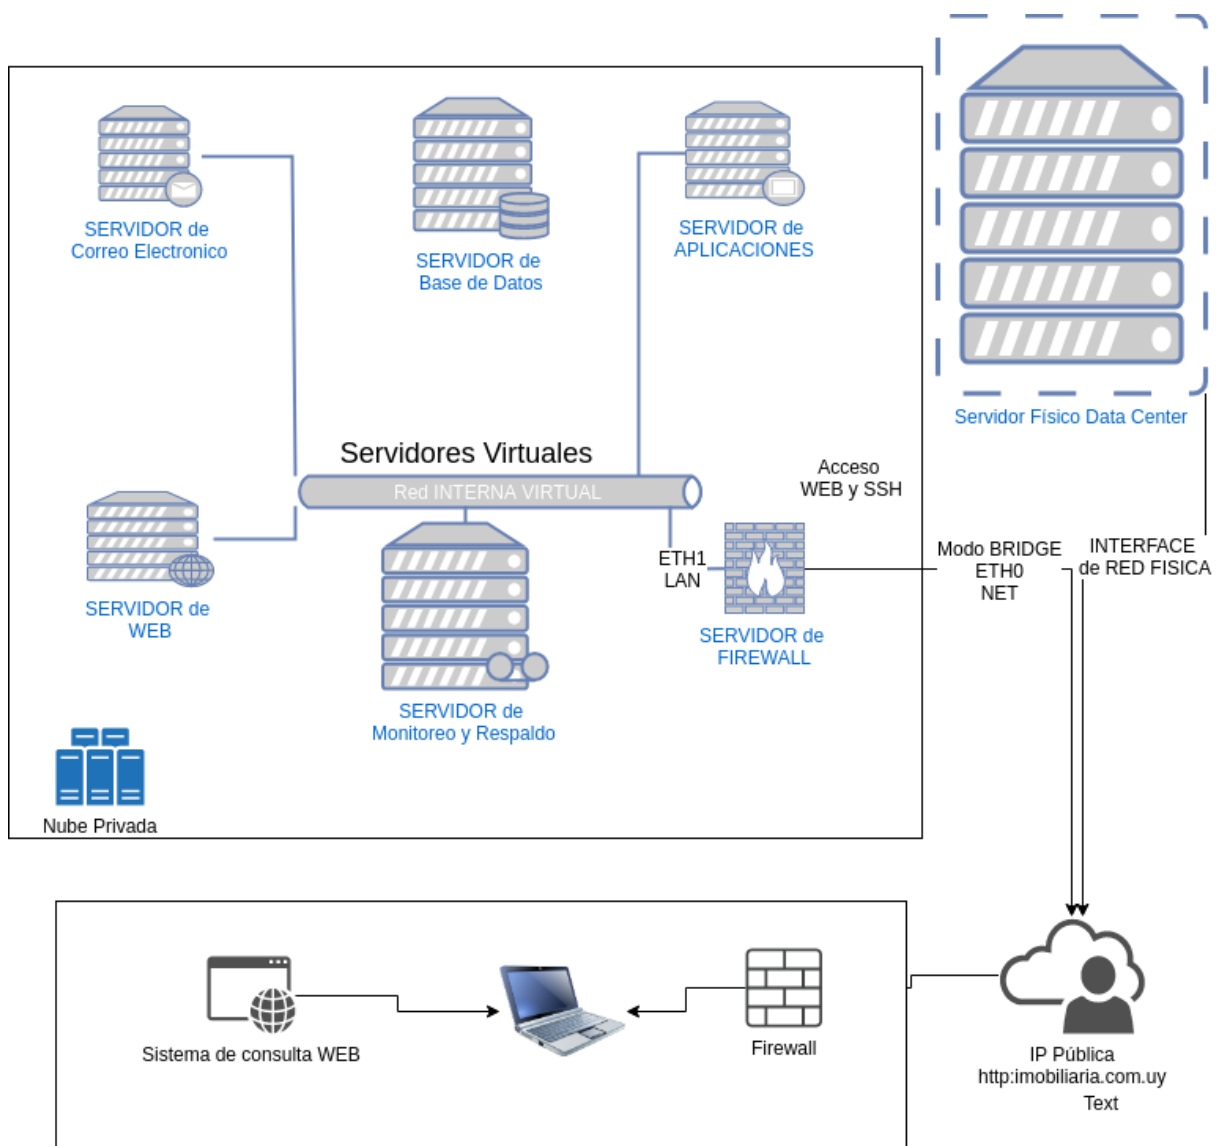 SERVIDOR de
Correo Electronico
SERVIDOR de
Base de Datos
SERVIDOR de
APLICACIONES
Servidor Físico Data Center
Servidores Virtuales
Red INTERNA VIRTUAL
Acceso
WEB y SSH
SERVIDOR de
WEB
ETH1
LAN
SERVIDOR de
FIREWALL
Modo BRIDGE
ETH0
NET
INTERFACE
de RED FISICA
SERVIDOR de
Monitoreo y Respaldo
Nube Privada
Sistema de consulta WEB
Firewall
IP Pública
http:imobiliaria.com.uy
Text